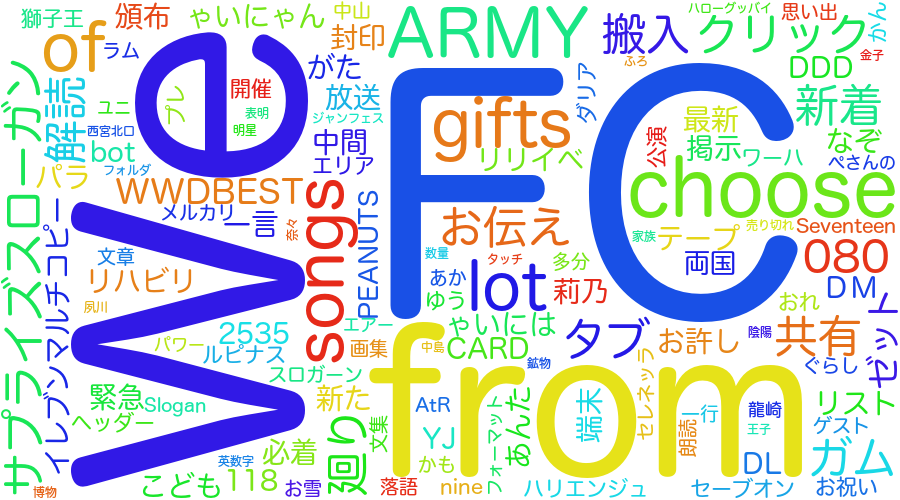 獅子王
頒布
ゃいにゃん
中山
ハローグッバイ
思い出
of
ラム
We
封印
ARMY
搬入
クリック
かん
金子
サプライズスローガン
解読
ユニ
プレ
開催
がた
放送
ふろ
ダリア
DDD
新着
表明
明星
ジャンフェス
FC
gifts
最新
西宮北口
bot
中間
公演
掲示
なぞ
フォルダ
エリア
リリイベ
ワーハ
ぺさんの
パラ
WWDBEST
songs
choose
メルカリ
一言
奈々
PEANUTS
お伝え
売り切れ
Seventeen
イレブンマルチコピー
文章
数量
タッチ
家族
テープ
080
リハビリ
あか
lot
多分
莉乃
両国
DM
夙川
ゆう
from
おれ
2535
エアー
ゃいには
タブ
お許し
陰陽
共有
ゼット
パワー
ルビナス
画集
中島
CARD
鉱物
ぐらし
スロガーン
セレネッラ
緊急
Slogan
新た
AtR
フォーマット
あんた
端末
一行
龍崎
リスト
ヘッダー
廻り
文集
YJ
朗読
王子
ゲスト
必着
ガム
英数字
かも
DL
博物
こども
118
お雪
落語
nine
ハリエンジュ
セーブオン
お祝い